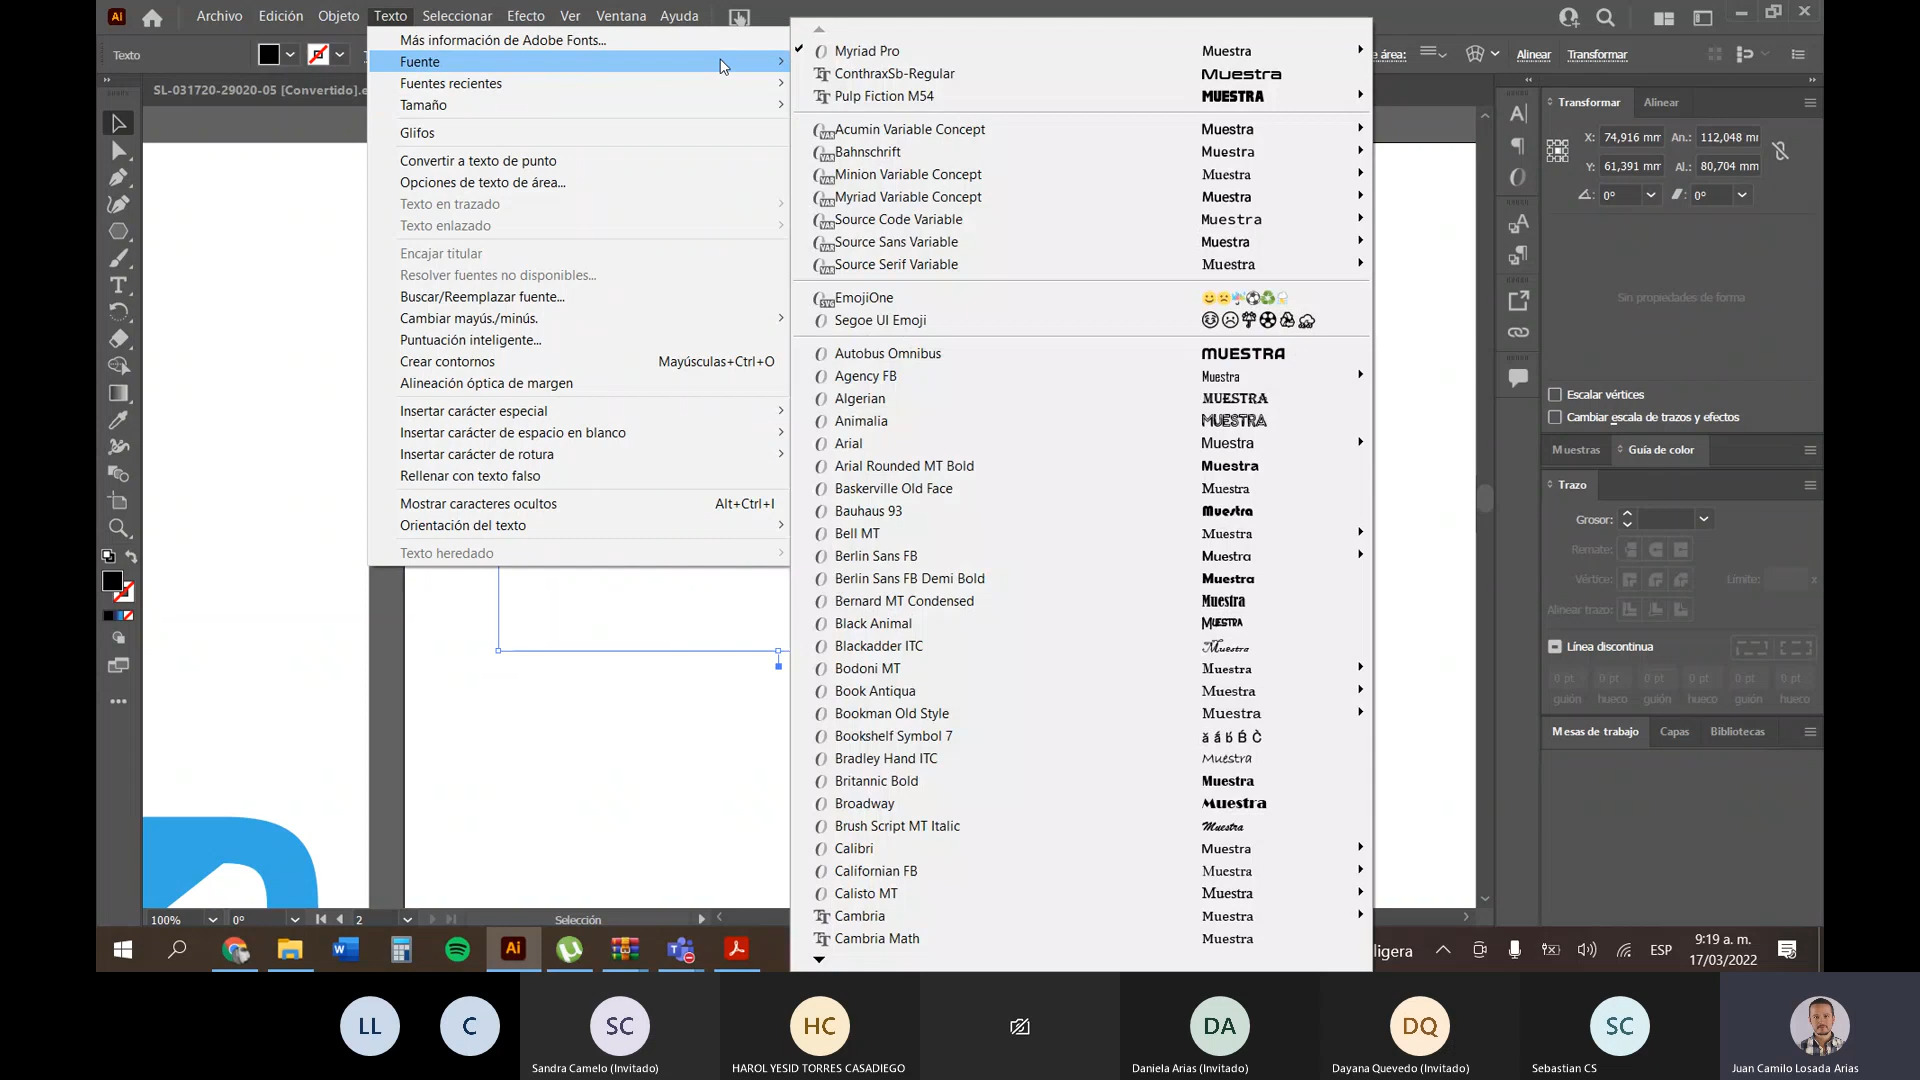 Ai Archivo Edición Objeto Texto Seleccionar Efecto Ver Ventana Ayuda
Texto
SL-031720-29020-05 [Convertido].e
Más información de Adobe Fonts...
Fuente
Fuentes recientes
Tamaño
Glifos
Convertir a texto de punto
Opciones de texto de área...
Texto en trazado
Texto enlazado
Encajar titular
Resolver fuentes no disponibles...
Buscar/Reemplazar fuente...
Cambiar mayús./minús.
Puntuación inteligente...
Crear contornos Mayúsculas+Ctrl+O
Alineación óptica de margen
Insertar carácter especial
Insertar carácter de espacio en blanco
Insertar carácter de rotura
Rellenar con texto falso
Mostrar caracteres ocultos Alt+Ctrl+I
Orientación del texto
Texto heredado
Myriad Pro Muestra
ConthraxSb-Regular Muestra
Pulp Fiction M54 MUESTRA
Acumin Variable Concept Muestra
Bahnschrift Muestra
Minion Variable Concept Muestra
Myriad Variable Concept Muestra
Source Code Variable Muestra
Source Sans Variable Muestra
Source Serif Variable Muestra
EmojiOne
Segoe UI Emoji
Autobus Omnibus MUESTRA
Agency FB Muestra
Algerian MUESTRA
Animalia MUESTRA
Arial Muestra
Arial Rounded MT Bold Muestra
Baskerville Old Face Muestra
Bauhaus 93 Muestra
Bell MT Muestra
Berlin Sans FB Muestra
Berlin Sans FB Demi Bold Muestra
Bernard MT Condensed Muestra
Black Animal MUESTRA
Blackadder ITC Muestra
Bodoni MT Muestra
Book Antiqua Muestra
Bookman Old Style Muestra
Bookshelf Symbol 7
Bradley Hand ITC Muestra
Britannic Bold Muestra
Broadway Muestra
Brush Script MT Italic Muestra
Calibri Muestra
Californian FB Muestra
Calisto MT Muestra
Cambria Muestra
Cambria Math Muestra
e área: Alinear Transformar
Transformar Alinear
X: 74,916 mm An.: 112,048 mm
Y: 61,391 mm Al.: 80,704 mm
0° 0°
Sin propiedades de forma
Escalar vértices
Cambiar escala de trazos y efectos
Muestras Guía de color
Trazo
Grosor:
Remate:
Vértice: Límite: x
Alinear trazo:
Línea discontinua
0 pt 0 pt 0 pt 0 pt 0 pt 0 pt
guión hueco guión hueco guión hueco
Mesas de trabajo Capas Bibliotecas
100% 0° 2 Selección
ligera ESP 9:19 a. m.
17/03/2022
LL C SC HC DA DQ SC
Sandra Camelo (Invitado) HAROL YESID TORRES CASADIEGO Daniela Arias (Invitado) Dayana Quevedo (Invitado) Sebastian CS Juan Camilo Losada Arias